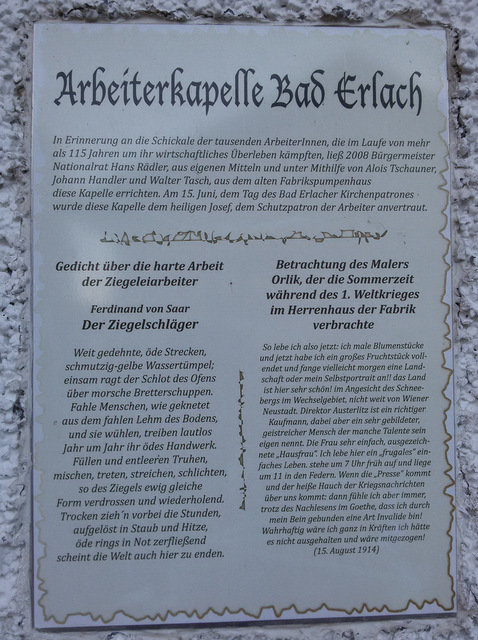 Arbeiterkapelle Bad Erlach
In Erinnerung an die Schickale der tausenden ArbeiterInnen, die im Laufe von mehr
als 115 Jahren um ihr wirtschaftliches Überleben kämpften, ließ 2008 Bürgermeister
Nationalrat Hans Rädler, aus eigenen Mitteln und unter Mithilfe von Alois Tschauner,
Johann Handler und Walter Tasch, aus dem alten Fabrikspumpenhaus
diese Kapelle errichten. Am 15. Juni, dem Tag des Bad Erlacher Kirchenpatrones
wurde diese Kapelle dem heiligen Josef, dem Schutzpatron der Arbeiter anvertraut.
Gedicht über die harte Arbeit
der Ziegeleiarbeiter
Ferdinand von Saar
Der Ziegelschläger
Weit gedehnte, öde Strecken,
schmutzig-gelbe Wassertümpel;
einsam ragt der Schlot des Ofens
über morsche Bretterschuppen.
Fahle Menschen, wie geknetet
aus dem fahlen Lehm des Bodens,
und sie wühlen, treiben lautlos
Jahr um Jahr ihr ödes Handwerk.
Füllen und entleeren Truhen,
mischen, treten, streichen, schlichten,
so des Ziegels ewig gleiche
Form verdrossen und wiederholend.
Trocken zieh´n vorbei die Stunden,
aufgelöst in Staub und Hitze,
öde rings in Not zerfließend
scheint die Welt auch hier zu enden.
Betrachtung des Malers
Orlik, der die Sommerzeit
während des 1. Weltkrieges
im Herrenhaus der Fabrik
verbrachte
So lebe ich also jetzt: ich male Blumenstücke
und jetzt habe ich ein großes Fruchtstück voll-
endet und fange vielleicht morgen eine Land-
schaft oder mein Selbstportrait an!! das Land
ist hier sehr schön! im Angesicht des Schnee-
bergs im Wechselgebiet, nicht weit von Wiener
Neustadt. Direktor Austerlitz ist ein richtiger
Kaufmann, dabei aber ein sehr gebildeter,
geistreicher Mensch der manche Talente sein
eigen nennt. Die Frau sehr einfach, ausgezeich-
nete „Hausfrau". Ich lebe hier ein „frugales" ein-
faches Leben. stehe um 7 Uhr früh auf und liege
um 11 in den Federn. Wenn die „Presse" kommt
und der heiße Hauch der Kriegsnachrichten
über uns kommt: dann fühle ich aber immer,
trotz des Nachlesens im Goethe, dass ich durch
mein Bein gebunden eine Art Invalide bin!
Wahrhaftig wäre ich ganz in Kräften ich hätte
es nicht ausgehalten und wäre mitgezogen!
(15. August 1914)